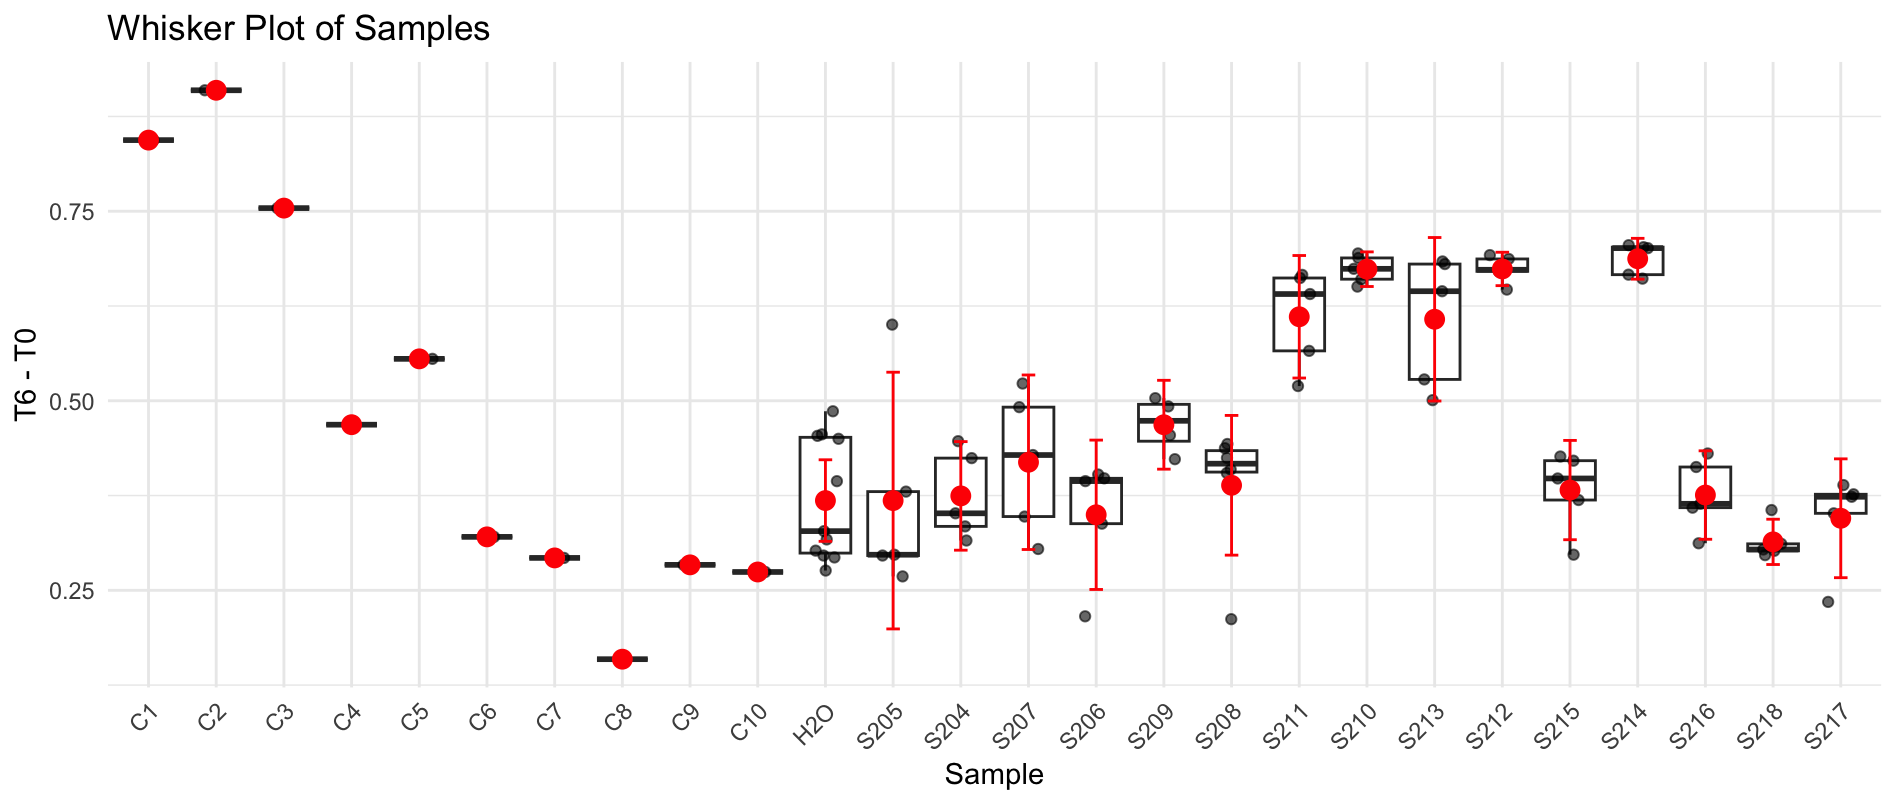 Whisker Plot of Samples
T6 - T0
0.75
0.50
0.25
C1 C2 C3 C4 C5 C6 C7 C8 C9 C10 H2O S205 S204 S207 S206 S209 S208 S211 S210 S213 S212 S215 S214 S216 S218 S217
Sample